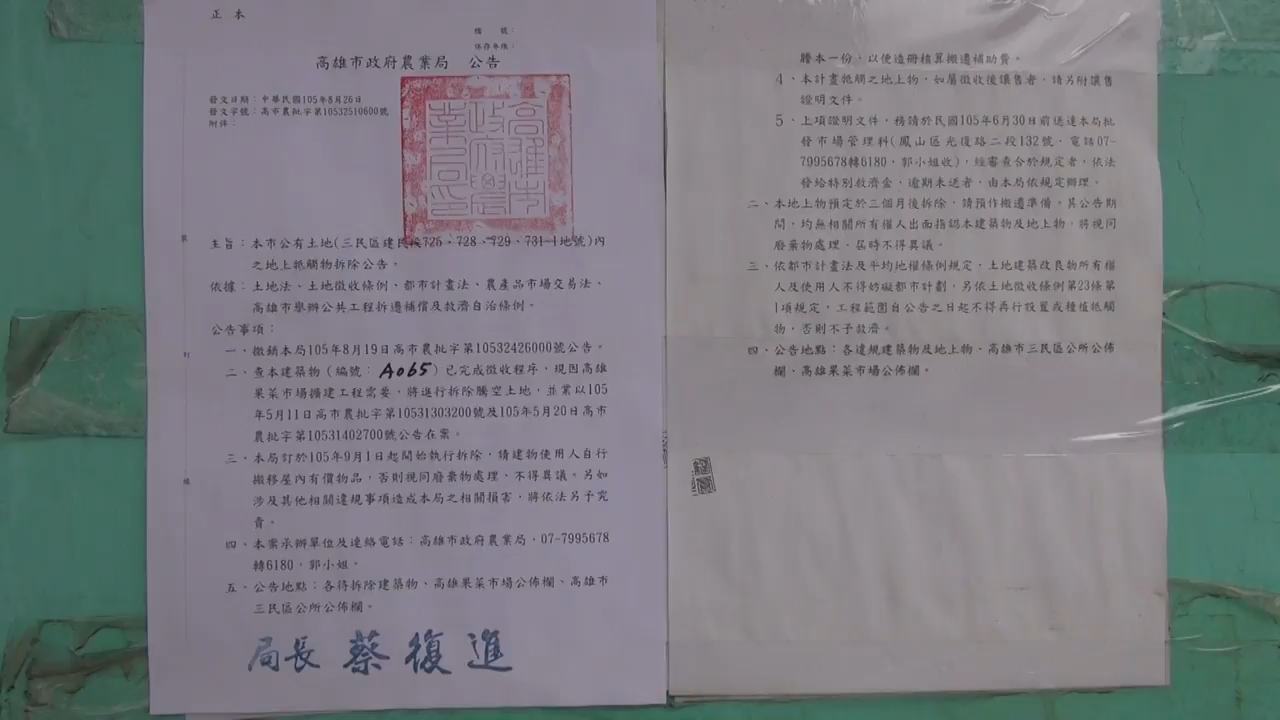 正本
檔 號：
保存年限：
高雄市政府農業局 公告
發文日期：中華民國105年8月26日
發文字號：高市農批字第10532510600號
附件：
主旨：本市公有土地(三民區建民段726、728、729、731-1地號)內
之地上牴觸物拆除公告。
依據：土地法、土地徵收條例、都市計畫法、農產品市場交易法、
高雄市舉辦公共工程拆遷補償及救濟自治條例。
公告事項：
一、撤銷本局105年8月19日高市農批字第10532426000號公告。
二、查本建築物（編號：A065）已完成徵收程序，現因高雄
果菜市場擴建工程需要，將進行拆除騰空土地，並業以105
年5月11日高市農批字第10531303200號及105年5月20日高市
農批字第10531402700號公告在案。
三、本局訂於105年9月1日起開始執行拆除，請建物使用人自行
搬移屋內有價物品，否則視同廢棄物處理、不得異議。另如
涉及其他相關違規事項造成本局之相關損害，將依法另予究
責。
四、本案承辦單位及連絡電話：高雄市政府農業局，07-7995678
轉6180，郭小姐。
五、公告地點：各待拆除建築物、高雄果菜市場公佈欄、高雄市
三民區公所公佈欄。
局長 蔡復進
謄本一份，以便造冊核算搬遷補助費。
4、本計畫牴觸之地上物，如屬徵收後讓售者，請另附讓售
證明文件。
5、上項證明文件，務請於民國105年6月30日前送達本局批
發市場管理科(鳳山區光復路二段132號，電話07-
7995678轉6180，郭小姐收)，經審查合於規定者，依法
發給特別救濟金，逾期未送者，由本局依規定辦理。
二、本地上物預定於三個月後拆除，請預作搬遷準備。其公告期
間，均無相關所有權人出面指認本建築物及地上物，將視同
廢棄物處理，屆時不得異議。
三、依都市計畫法及平均地權條例規定，土地建築改良物所有權
人及使用人不得妨礙都市計劃，另依土地徵收條例第23條第
1項規定，工程範圍自公告之日起不得再行設置或種植牴觸
物，否則不予救濟。
四、公告地點：各違規建築物及地上物、高雄市三民區公所公佈
欄、高雄果菜市場公佈欄。